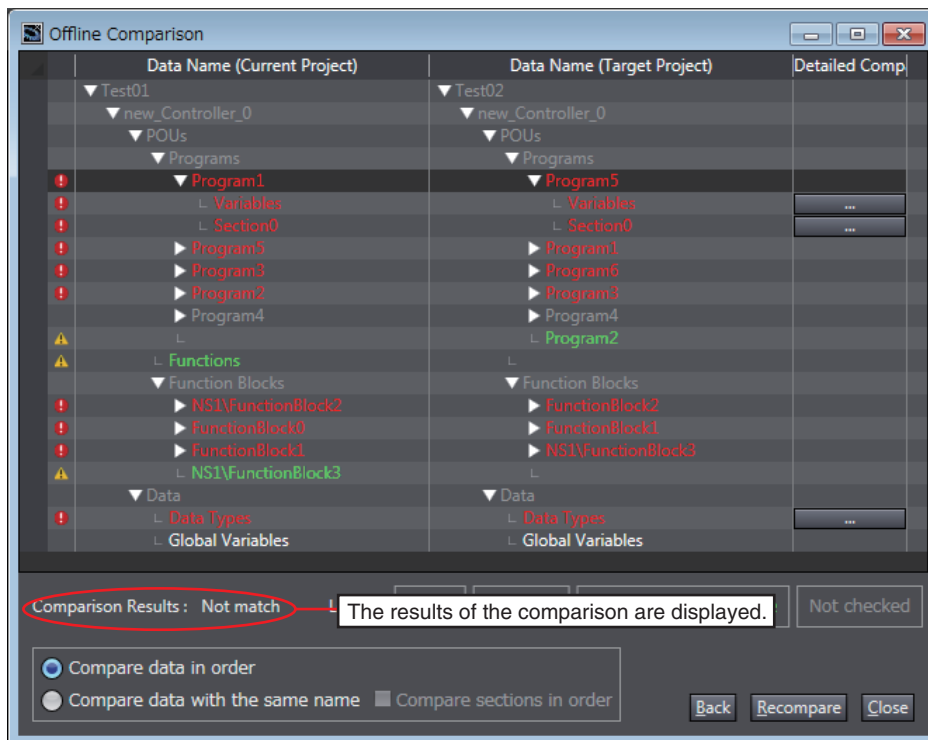 Offline Comparison
Data Name (Current Project) Data Name (Target Project) Detailed Comp
Test01 Test02
new_Controller_0 new_Controller_0
POUs POUs
Programs Programs
Program1 Program5
Variables Variables ...
Section0 Section0 ...
Program5 Program1
Program3 Program6
Program2 Program3
Program4 Program4
Program2
Functions
Function Blocks Function Blocks
NS1\FunctionBlock2 FunctionBlock2
FunctionBlock0 FunctionBlock1
FunctionBlock1 NS1\FunctionBlock3
NS1\FunctionBlock3
Data Data
Data Types Data Types ...
Global Variables Global Variables
Comparison Results : Not match The results of the comparison are displayed. Not checked
Compare data in order
Compare data with the same name Compare sections in order
Back Recompare Close